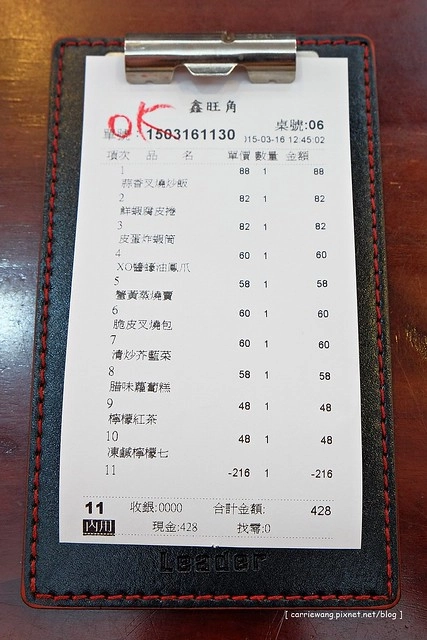 鑫旺角
OK
單號:1503161130 桌號:06
)15-03-16 12:45:02
項次 品 名 單價 數量 金額
1 88 1 88
蒜香叉燒炒飯
2 82 1 82
鮮蝦腐皮捲
3 82 1 82
皮蛋炸蝦筒
4 60 1 60
XO醬蠔油鳳爪
5 58 1 58
蟹黃蒸燒賣
6 60 1 60
脆皮叉燒包
7 60 1 60
清炒芥藍菜
8 58 1 58
腊味蘿蔔糕
9 48 1 48
檸檬紅茶
10 48 1 48
凍鹹檸檬七
11 -216 1 -216
11 收銀:0000 合計金額: 428
內用 現金:428 找零:0
Leader
[ carriewang.pixnet.net/blog ]